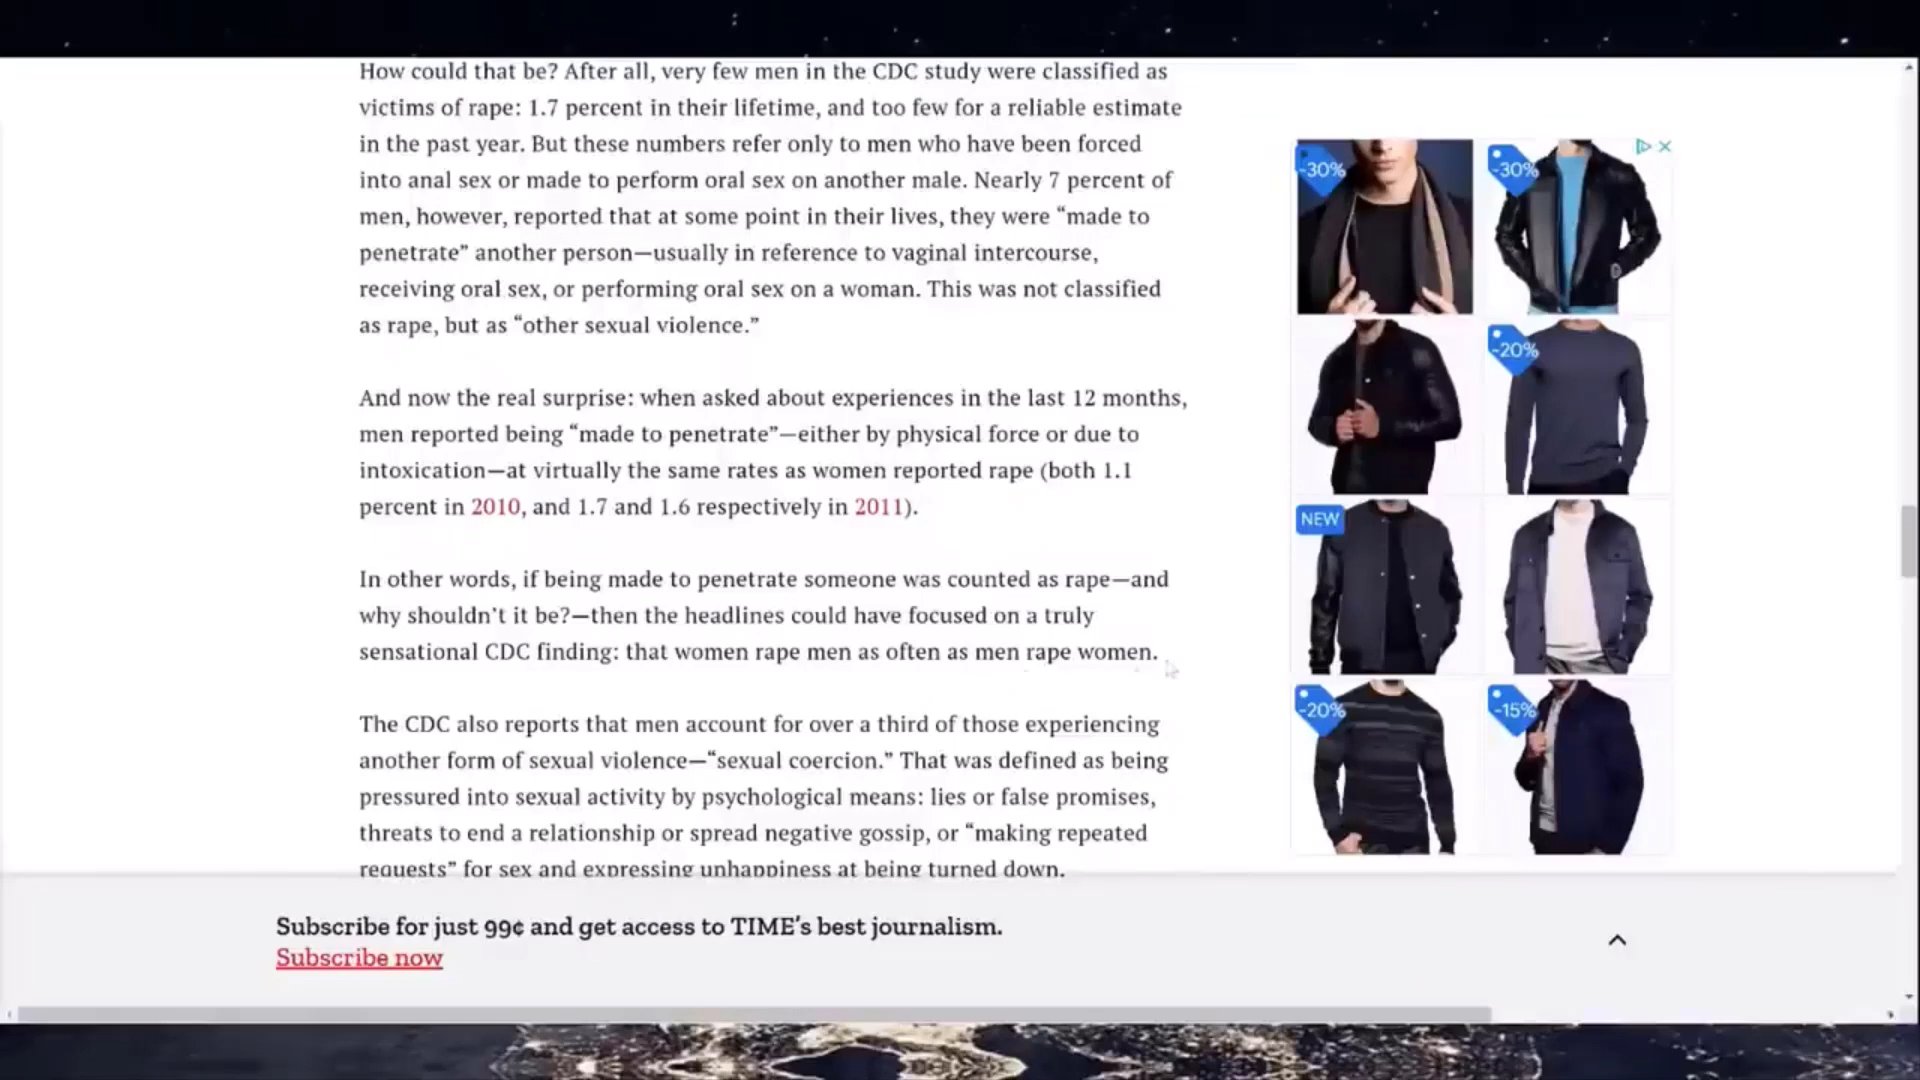 How could that be? After all, very few men in the CDC study were classified as
victims of rape: 1.7 percent in their lifetime, and too few for a reliable estimate
in the past year. But these numbers refer only to men who have been forced
into anal sex or made to perform oral sex on another male. Nearly 7 percent of
men, however, reported that at some point in their lives, they were “made to
penetrate” another person—usually in reference to vaginal intercourse,
receiving oral sex, or performing oral sex on a woman. This was not classified
as rape, but as “other sexual violence.”
And now the real surprise: when asked about experiences in the last 12 months,
men reported being “made to penetrate”—either by physical force or due to
intoxication—at virtually the same rates as women reported rape (both 1.1
percent in 2010, and 1.7 and 1.6 respectively in 2011).
In other words, if being made to penetrate someone was counted as rape—and
why shouldn’t it be?—then the headlines could have focused on a truly
sensational CDC finding: that women rape men as often as men rape women.
The CDC also reports that men account for over a third of those experiencing
another form of sexual violence—“sexual coercion.” That was defined as being
pressured into sexual activity by psychological means: lies or false promises,
threats to end a relationship or spread negative gossip, or “making repeated
requests” for sex and expressing unhappiness at being turned down.
-30%
-30%
-20%
NEW
-20%
-15%
Subscribe for just 99¢ and get access to TIME’s best journalism.
Subscribe now